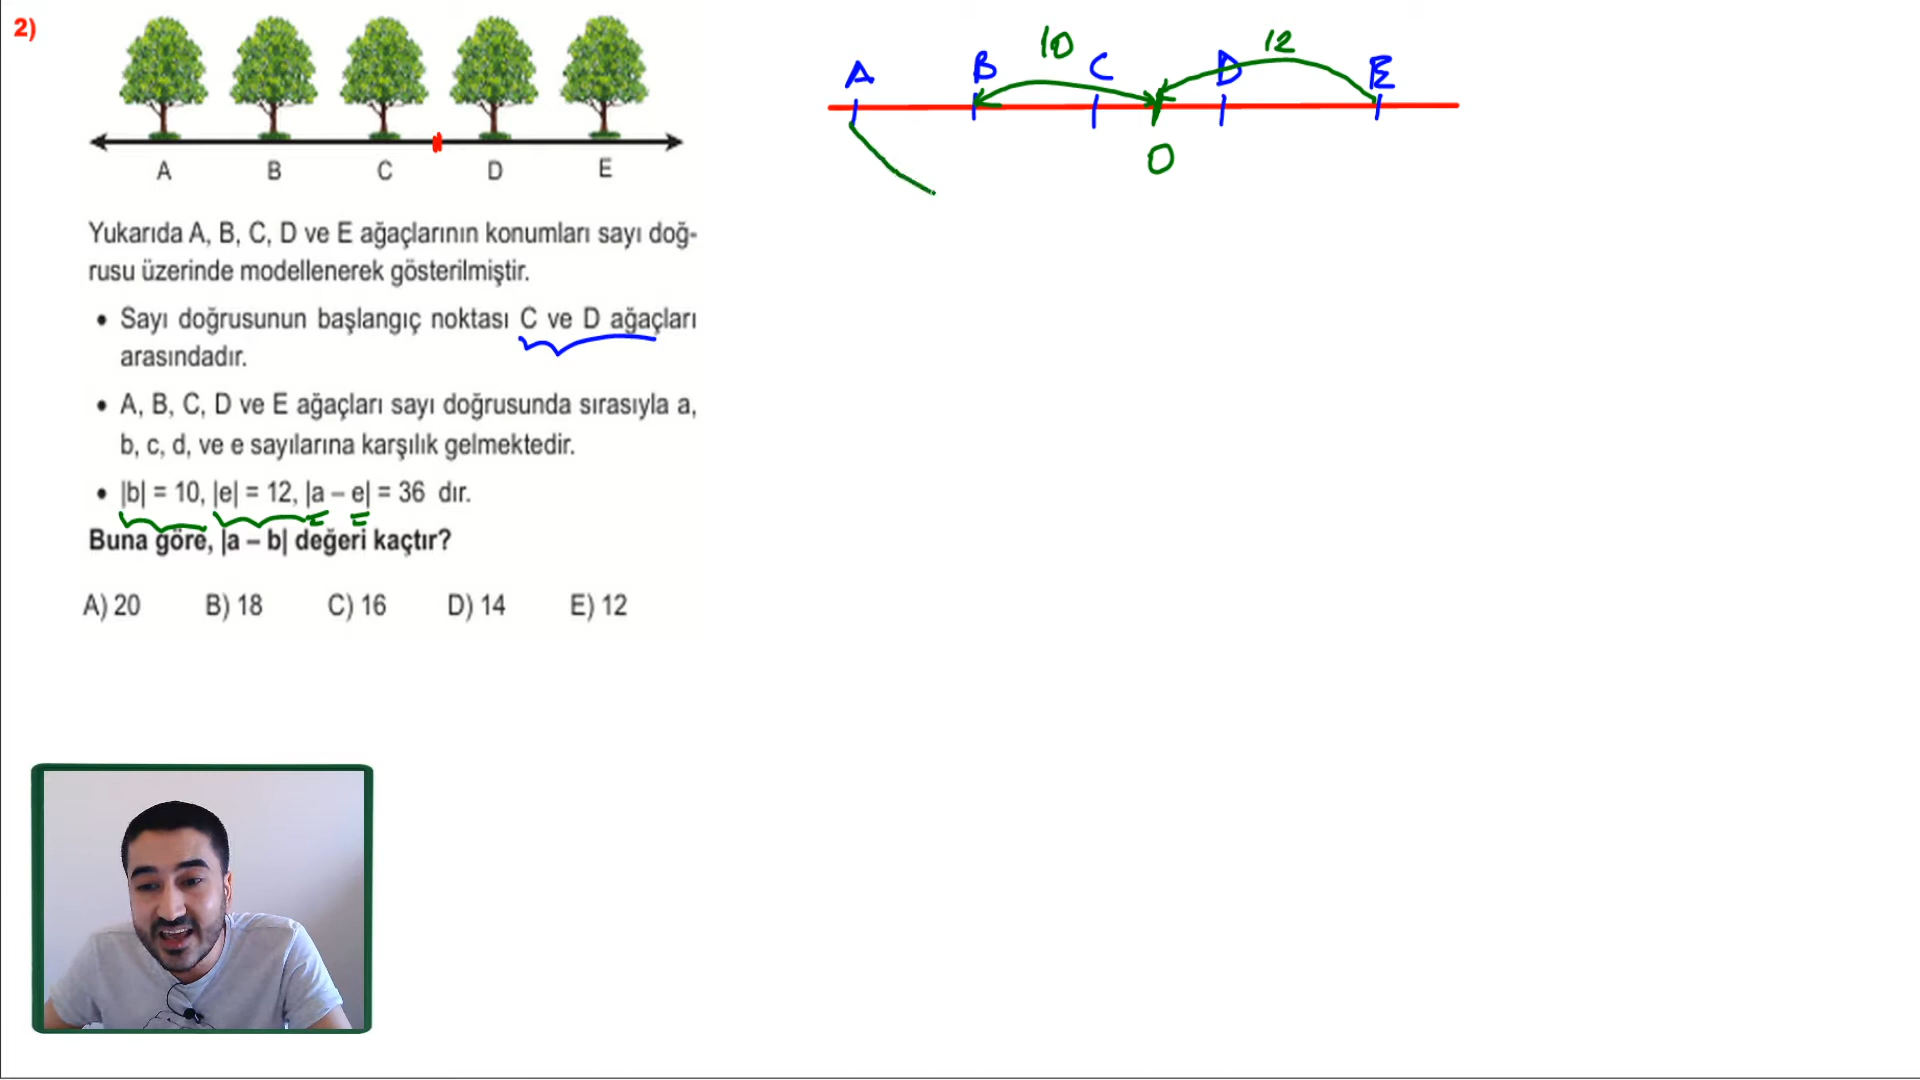 2)
A B C D E
Yukarıda A, B, C, D ve E ağaçlarının konumları sayı doğ-
rusu üzerinde modellenerek gösterilmiştir.
• Sayı doğrusunun başlangıç noktası C ve D ağaçları
arasındadır.
• A, B, C, D ve E ağaçları sayı doğrusunda sırasıyla a,
b, c, d, ve e sayılarına karşılık gelmektedir.
• |b| = 10, |e| = 12, |a – e| = 36 dır.
Buna göre, |a – b| değeri kaçtır?
A) 20 B) 18 C) 16 D) 14 E) 12
10 12
A B C D E
0